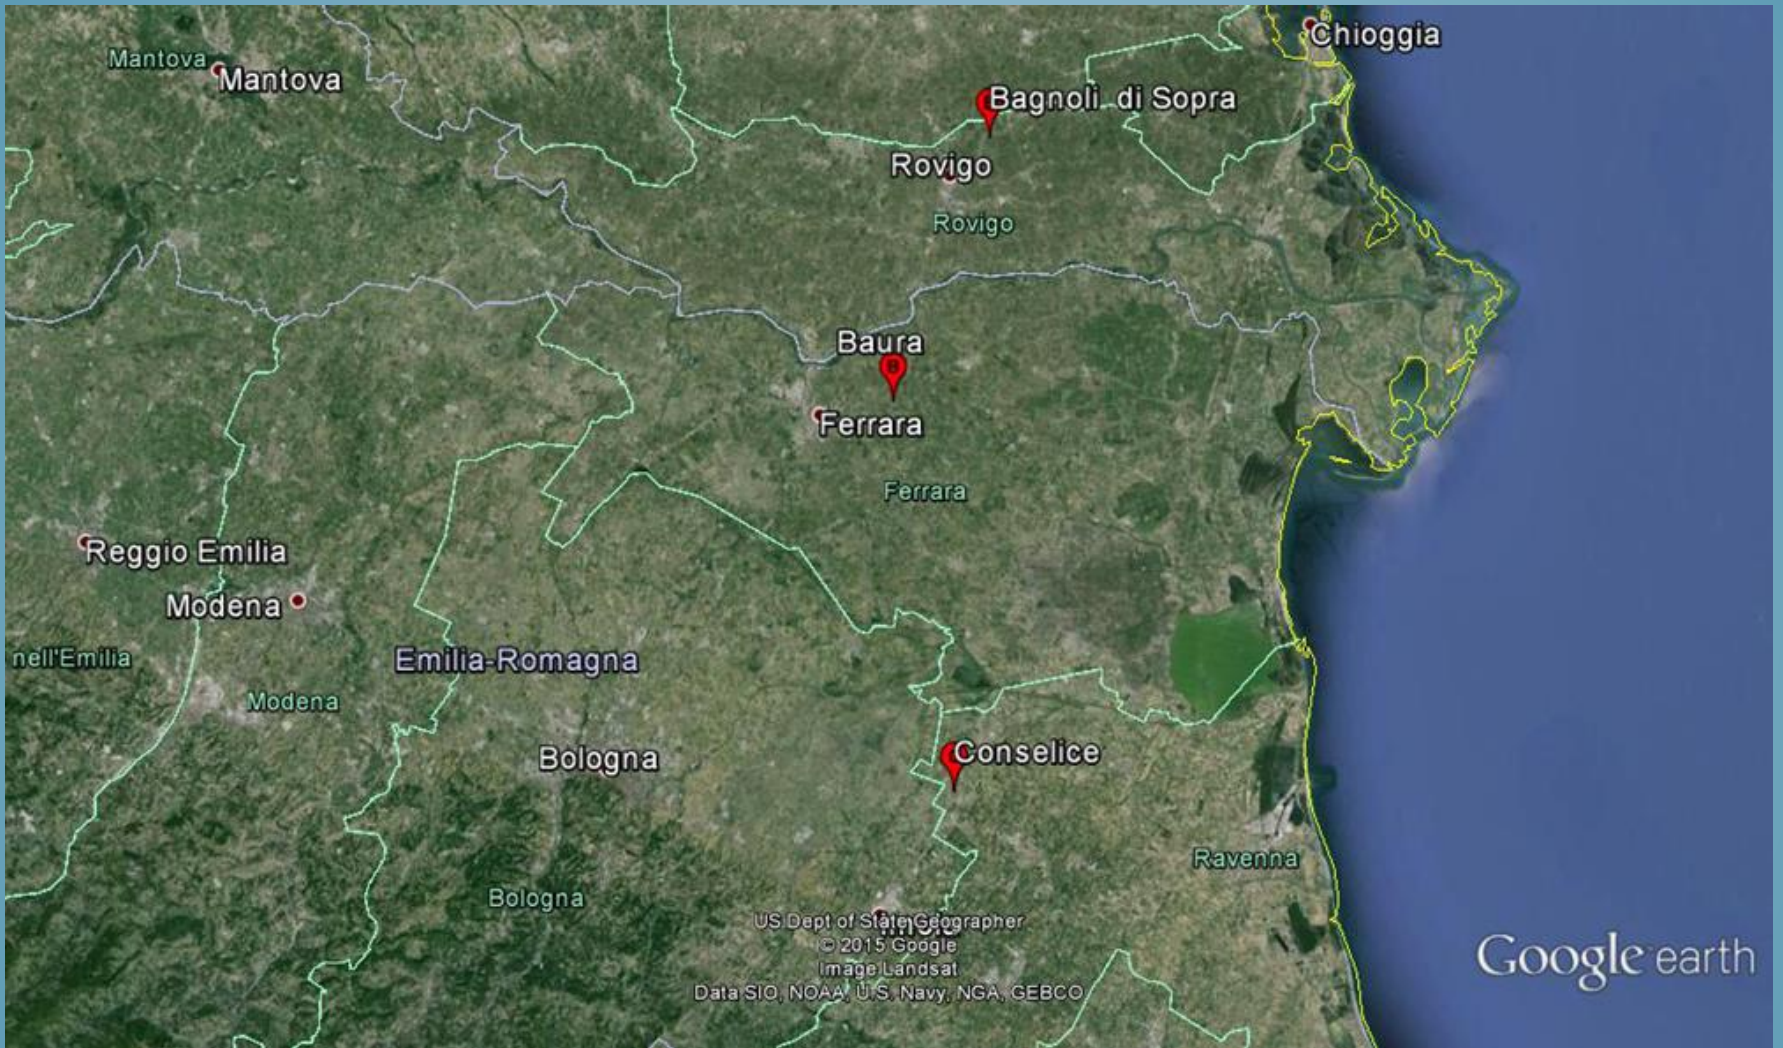 Chioggia
Mantova
Mantova
Bagnoli di Sopra
Rovigo
Rovigo
Baura
Ferrara
Ferrara
Reggio Emilia
Modena
nell'Emilia
Emilia-Romagna
Modena
Bologna
Conselice
Ravenna
Bologna
US Dept of State Geographer
© 2015 Google
Image Landsat
Data SIO, NOAA, U.S. Navy, NGA, GEBCO
Google earth